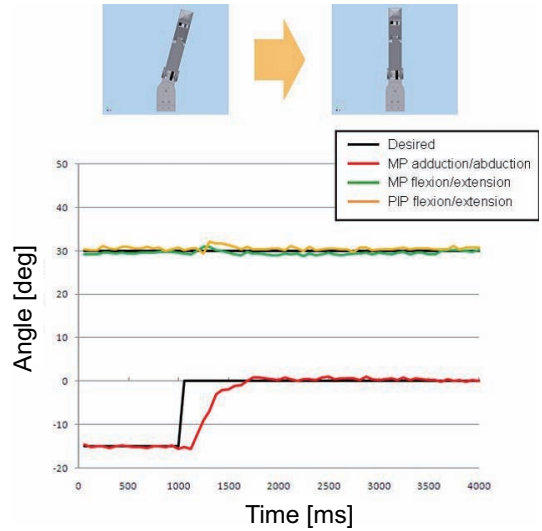 Desired
MP adduction/abduction
MP flexion/extension
PIP flexion/extension
50
40
30
20
10
0
-10
-20
Angle [deg]
0 500 1000 1500 2000 2500 3000 3500 4000
Time [ms]